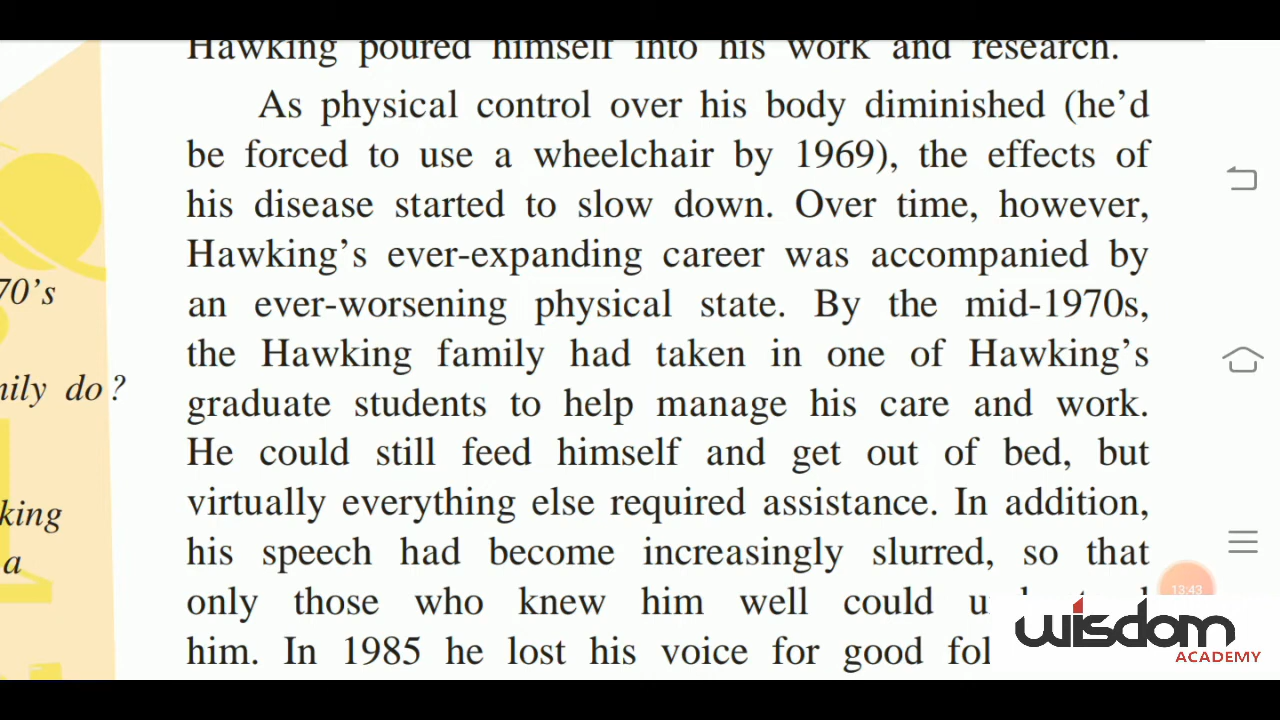 Hawking poured himself into his work and research.
As physical control over his body diminished (he’d
be forced to use a wheelchair by 1969), the effects of
his disease started to slow down. Over time, however,
Hawking’s ever-expanding career was accompanied by
70’s
an ever-worsening physical state. By the mid-1970s,
the Hawking family had taken in one of Hawking’s
do?
graduate students to help manage his care and work.
He could still feed himself and get out of bed, but
virtually everything else required assistance. In addition,
his speech had become increasingly slurred, so that
a
only those who knew him well could
him. In 1985 he lost his voice for good
13:43
wisdom
ACADEMY